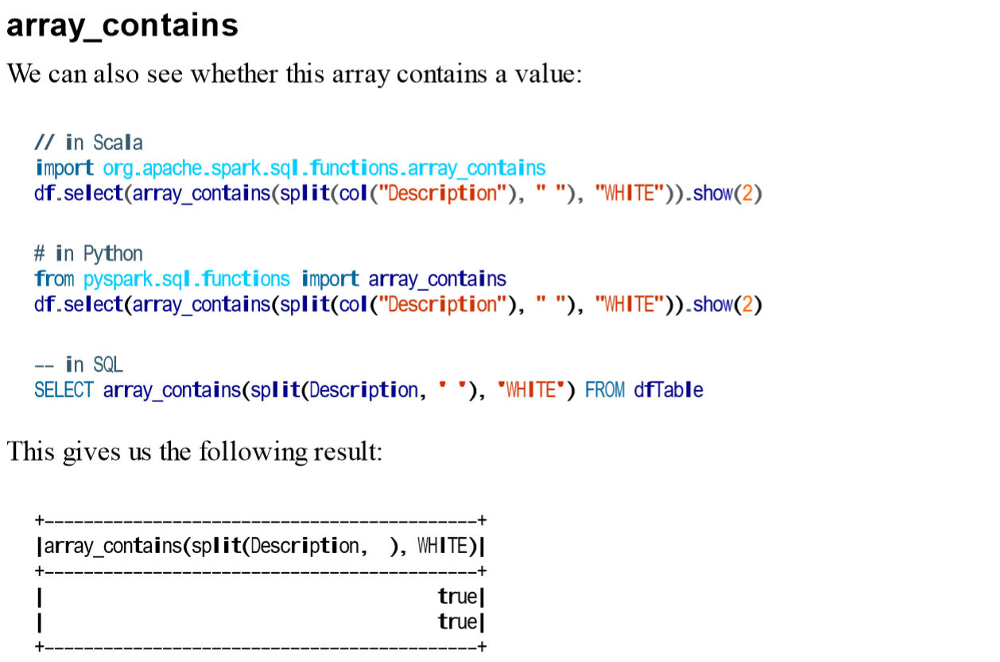 array_contains
We can also see whether this array contains a value:
// in Scala
import org.apache.spark.sql.functions.array_contains
df.select(array_contains(split(col("Description"), " "), "WHITE")).show(2)
# in Python
from pyspark.sql.functions import array_contains
df.select(array_contains(split(col("Description"), " "), "WHITE")).show(2)
-- in SQL
SELECT array_contains(split(Description, ' '), 'WHITE') FROM dfTable
This gives us the following result:
+--------------------------------------------+
|array_contains(split(Description,  ), WHITE)|
+--------------------------------------------+
|                                        true|
|                                        true|
+--------------------------------------------+